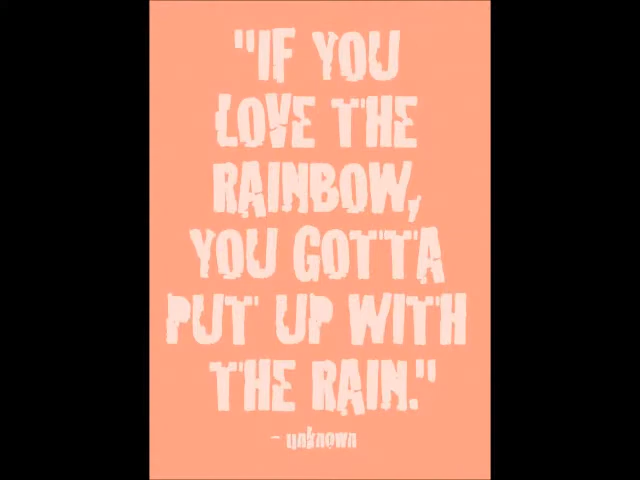 "IF YOU
LOVE THE
RAINBOW,
YOU GOTTA
PUT UP WITH
THE RAIN."
- unknown